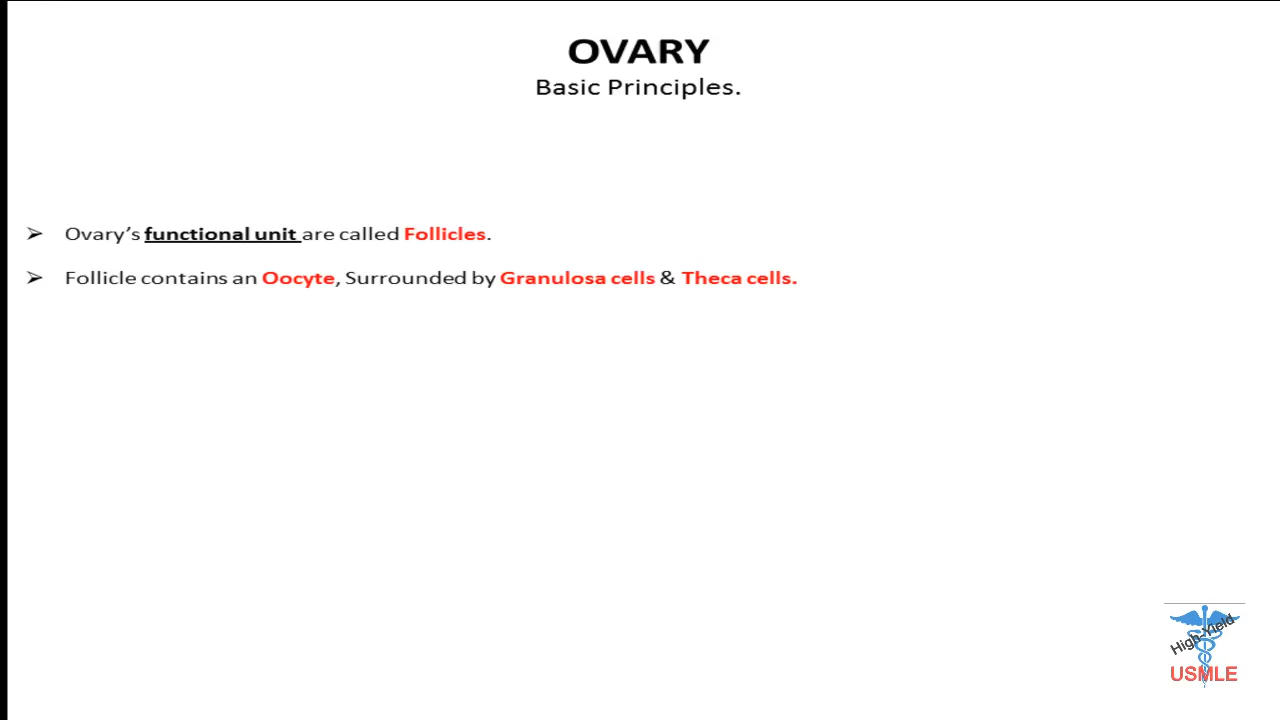 OVARY
Basic Principles.
➢ Ovary’s functional unit are called Follicles.
➢ Follicle contains an Oocyte, Surrounded by Granulosa cells & Theca cells.
High-Yield
USMLE